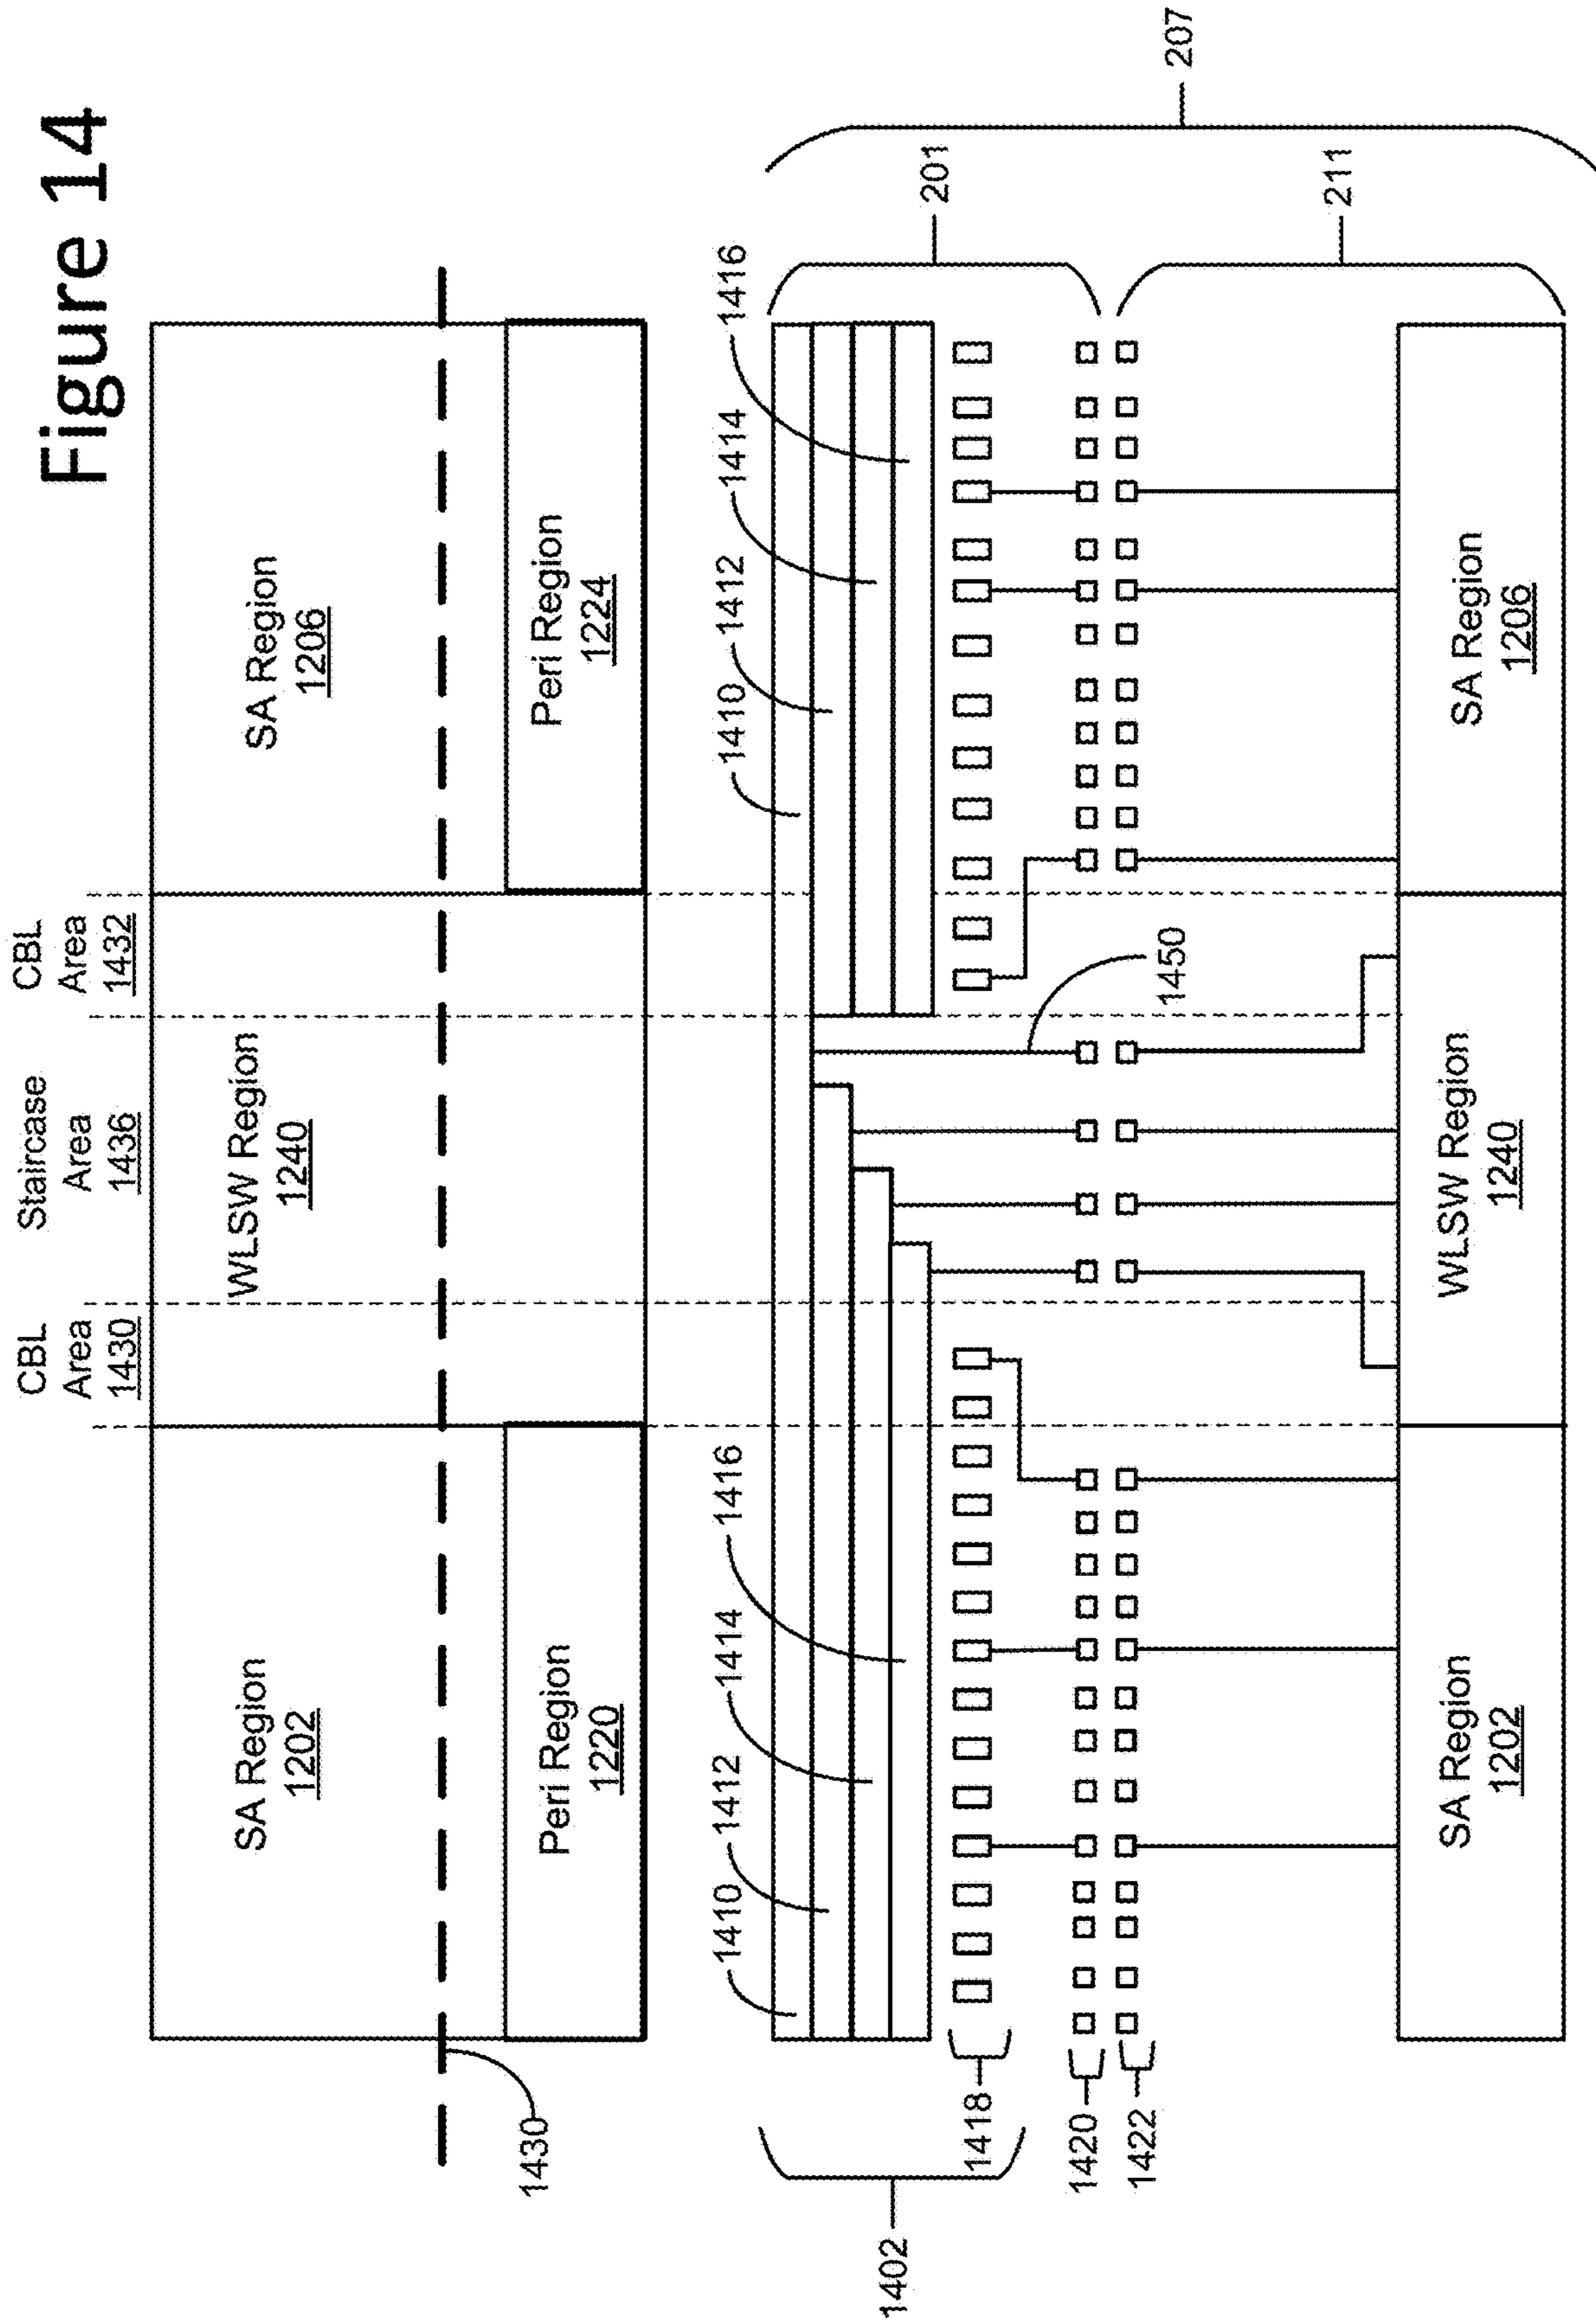 Figure 14
CBL
Area
1430
Staircase
Area
1436
CBL
Area
1432
SA Region
1202
WLSW Region
1240
SA Region
1206
1430
Peri Region
1220
Peri Region
1224
1410
1412
1414
1416
1410
1412
1414
1416
1402
1418
1420
1422
1450
201
211
207
SA Region
1202
WLSW Region
1240
SA Region
1206